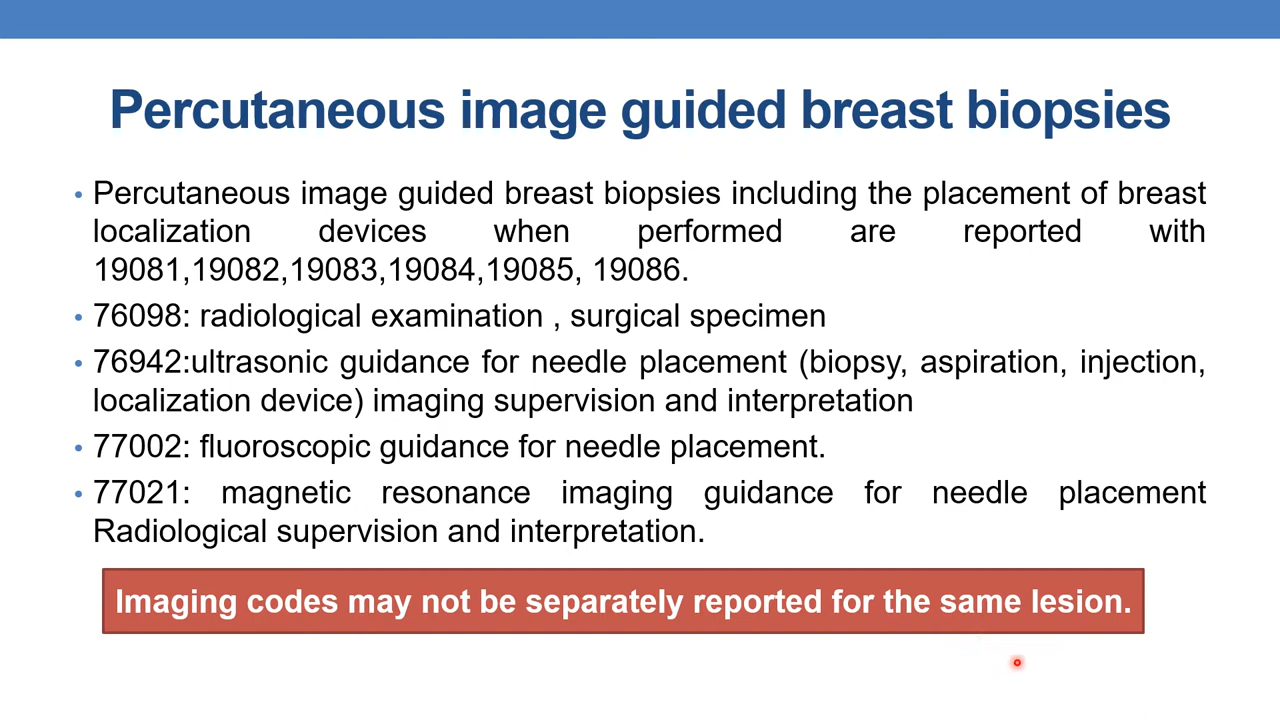 Percutaneous image guided breast biopsies
• Percutaneous image guided breast biopsies including the placement of breast
localization devices when performed are reported with
19081,19082,19083,19084,19085, 19086.
• 76098: radiological examination , surgical specimen
• 76942:ultrasonic guidance for needle placement (biopsy, aspiration, injection,
localization device) imaging supervision and interpretation
• 77002: fluoroscopic guidance for needle placement.
• 77021: magnetic resonance imaging guidance for needle placement
Radiological supervision and interpretation.
Imaging codes may not be separately reported for the same lesion.